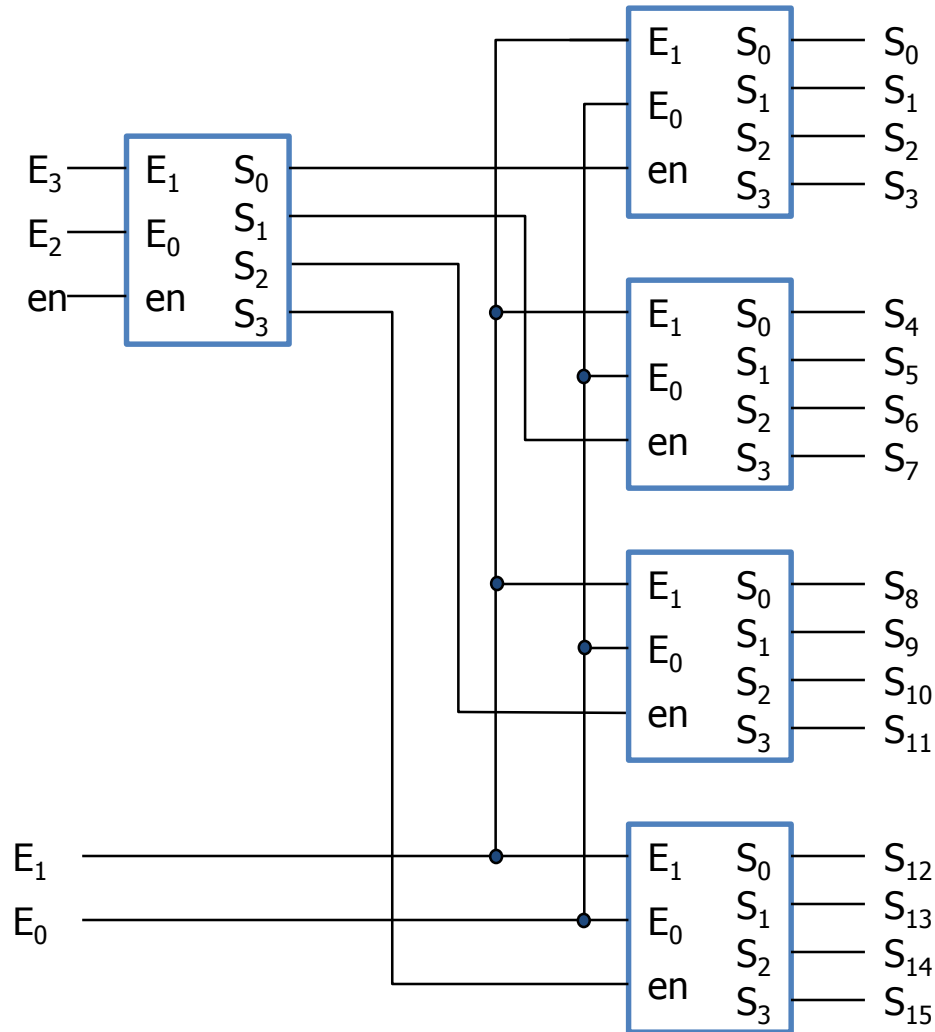 E₁ S₀ S₀
E₀ S₁ S₁
S₂ S₂
en S₃ S₃
E₃ E₁ S₀
E₂ E₀ S₁
S₂
en en S₃
E₁ S₀ S₄
E₀ S₁ S₅
S₂ S₆
en S₃ S₇
E₁ S₀ S₈
E₀ S₁ S₉
S₂ S₁₀
en S₃ S₁₁
E₁ E₁ S₀ S₁₂
E₀ E₀ S₁ S₁₃
S₂ S₁₄
en S₃ S₁₅